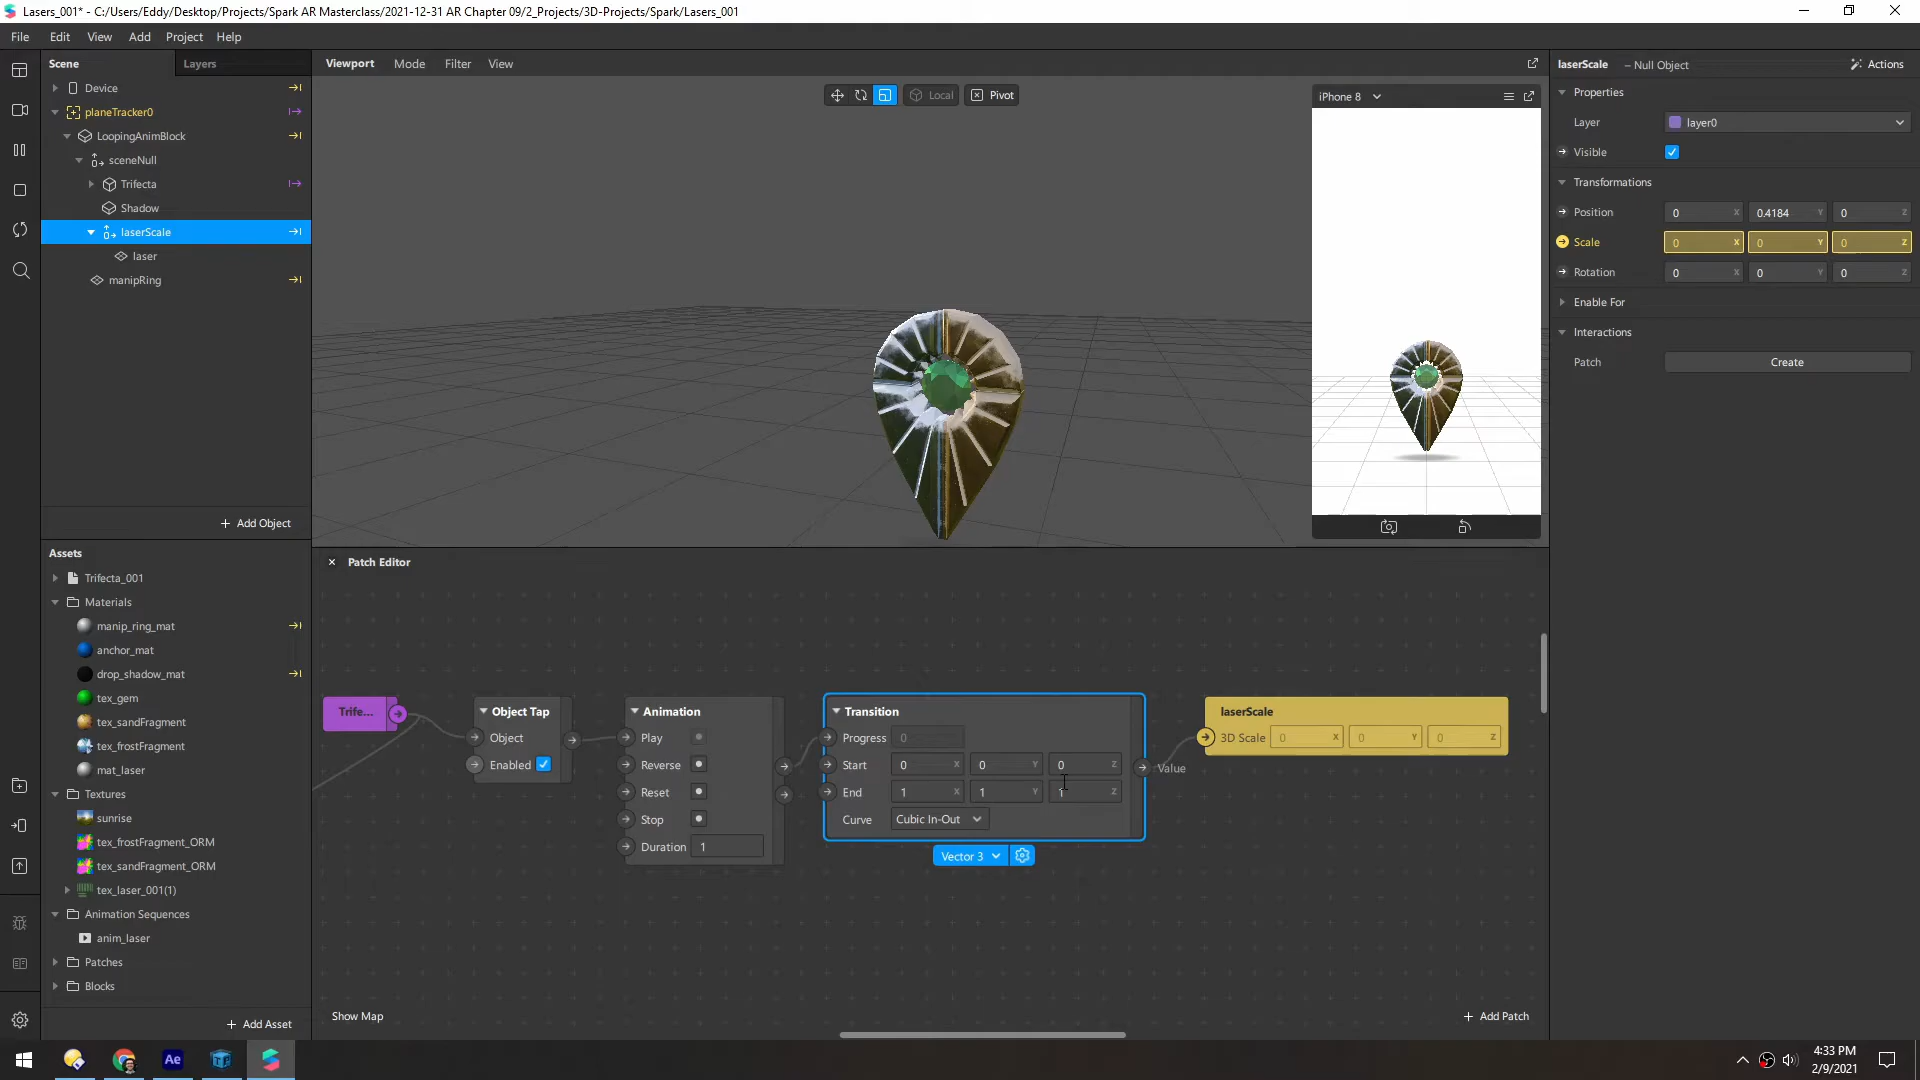 Lasers_001* - C:/Users/Eddy/Desktop/Projects/Spark AR Masterclass/2021-12-31 AR Chapter 09/2_Projects/3D-Projects/Spark/Lasers_001
File Edit View Add Project Help
Scene Layers
Device
planeTracker0
LoopingAnimBlock
sceneNull
Trifecta
Shadow
laserScale
laser
manipRing
+ Add Object
Assets
Trifecta_001
Materials
manip_ring_mat
anchor_mat
drop_shadow_mat
tex_gem
tex_sandFragment
tex_frostFragment
mat_laser
Textures
sunrise
tex_frostFragment_ORM
tex_sandFragment_ORM
tex_laser_001(1)
Animation Sequences
anim_laser
Patches
Blocks
+ Add Asset
Viewport Mode Filter View
Local Pivot
iPhone 8
Patch Editor
Trife...
Object Tap
Object
Enabled
Animation
Play
Reverse
Reset
Stop
Duration 1
Transition
Progress 0
Start 0 X 0 Y 0 Z
End 1 X 1 Y 1 Z
Curve Cubic In-Out
Vector 3
Value
laserScale
3D Scale 0 X 0 Y 0 Z
Show Map
+ Add Patch
laserScale – Null Object Actions
Properties
Layer layer0
Visible
Transformations
Position 0 X 0.4184 Y 0 Z
Scale 0 X 0 Y 0 Z
Rotation 0 X 0 Y 0 Z
Enable For
Interactions
Patch Create
Ae
TF
4:33 PM
2/9/2021